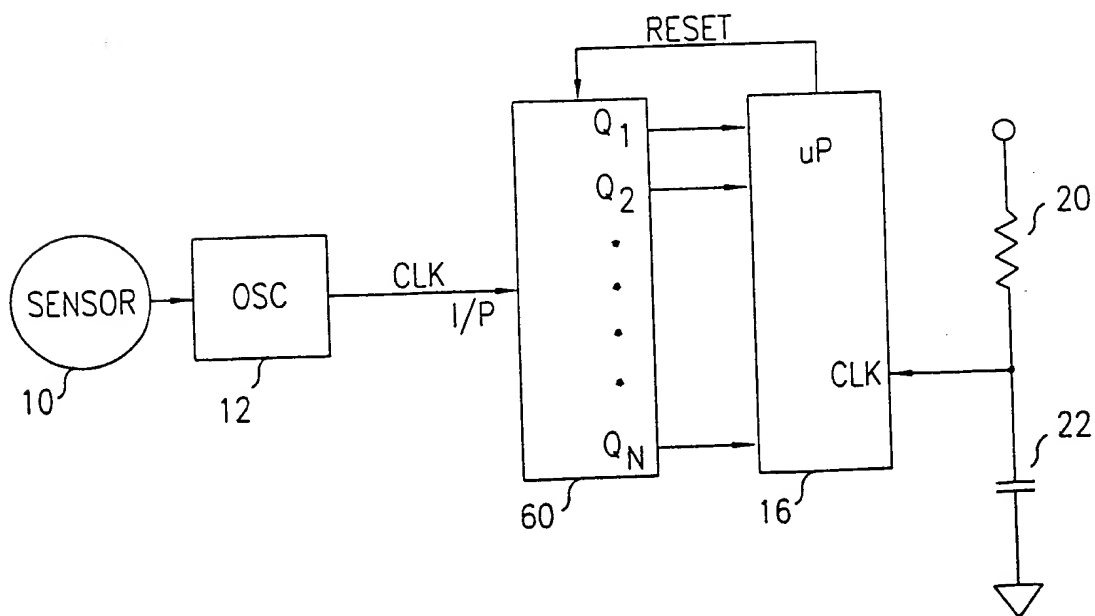 RESET
Q1
uP
Q2
20
SENSOR
OSC
CLK
I/P
CLK
10
12
QN
22
60
16